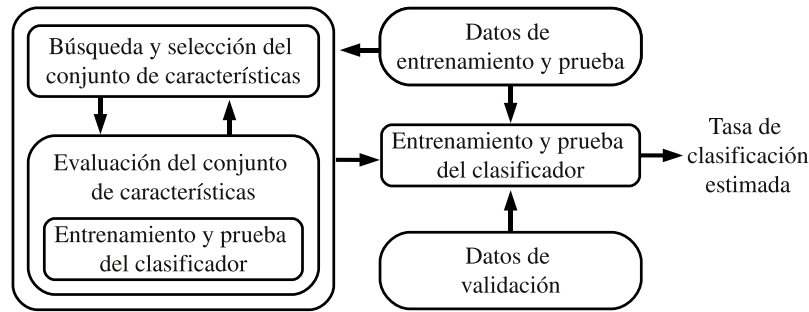 Búsqueda y selección del
conjunto de características
Evaluación del conjunto
de características
Entrenamiento y prueba
del clasificador
Datos de
entrenamiento y prueba
Entrenamiento y prueba
del clasificador
Datos de
validación
Tasa de
clasificación
estimada